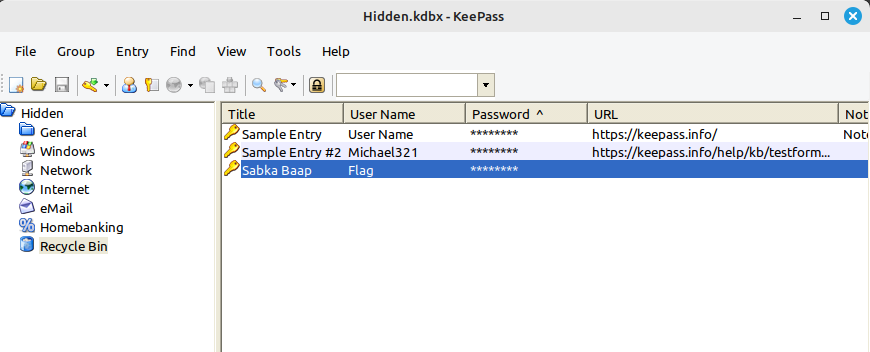 Hidden.kdbx - KeePass
File Group Entry Find View Tools Help
Hidden
General
Windows
Network
Internet
eMail
Homebanking
Recycle Bin
Title User Name Password ^ URL Not
Sample Entry User Name ******** https://keepass.info/ Note
Sample Entry #2 Michael321 ******** https://keepass.info/help/kb/testform...
Sabka Baap Flag ********